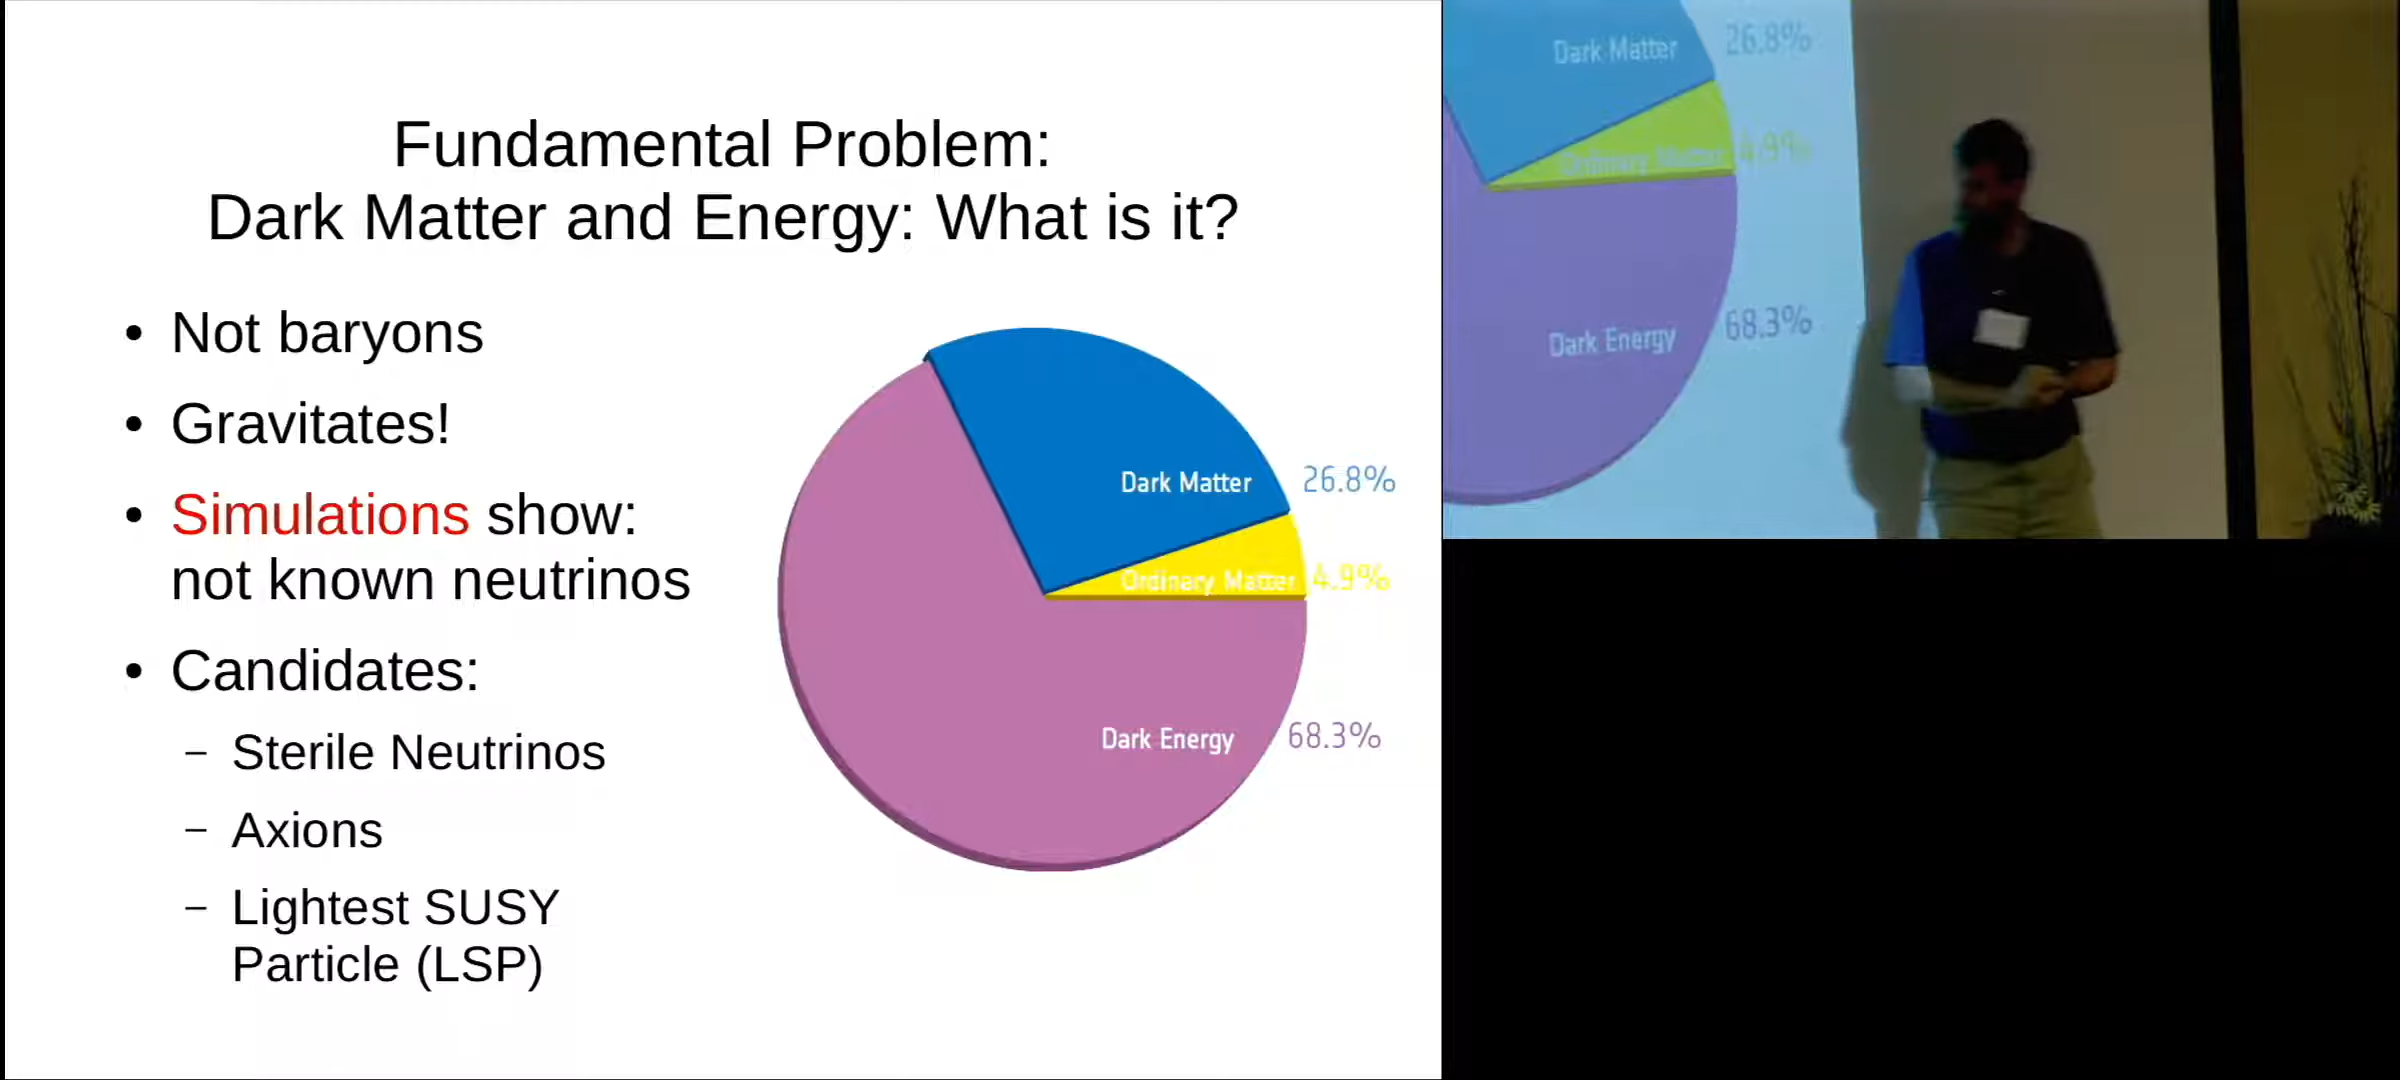 Fundamental Problem:
Dark Matter and Energy: What is it?
• Not baryons
• Gravitates!
• Simulations show:
not known neutrinos
• Candidates:
– Sterile Neutrinos
– Axions
– Lightest SUSY
Particle (LSP)
Dark Matter 26.8%
Ordinary Matter 4.9%
Dark Energy 68.3%
Dark Matter 26.8%
Ordinary Matter 4.9%
Dark Energy 68.3%